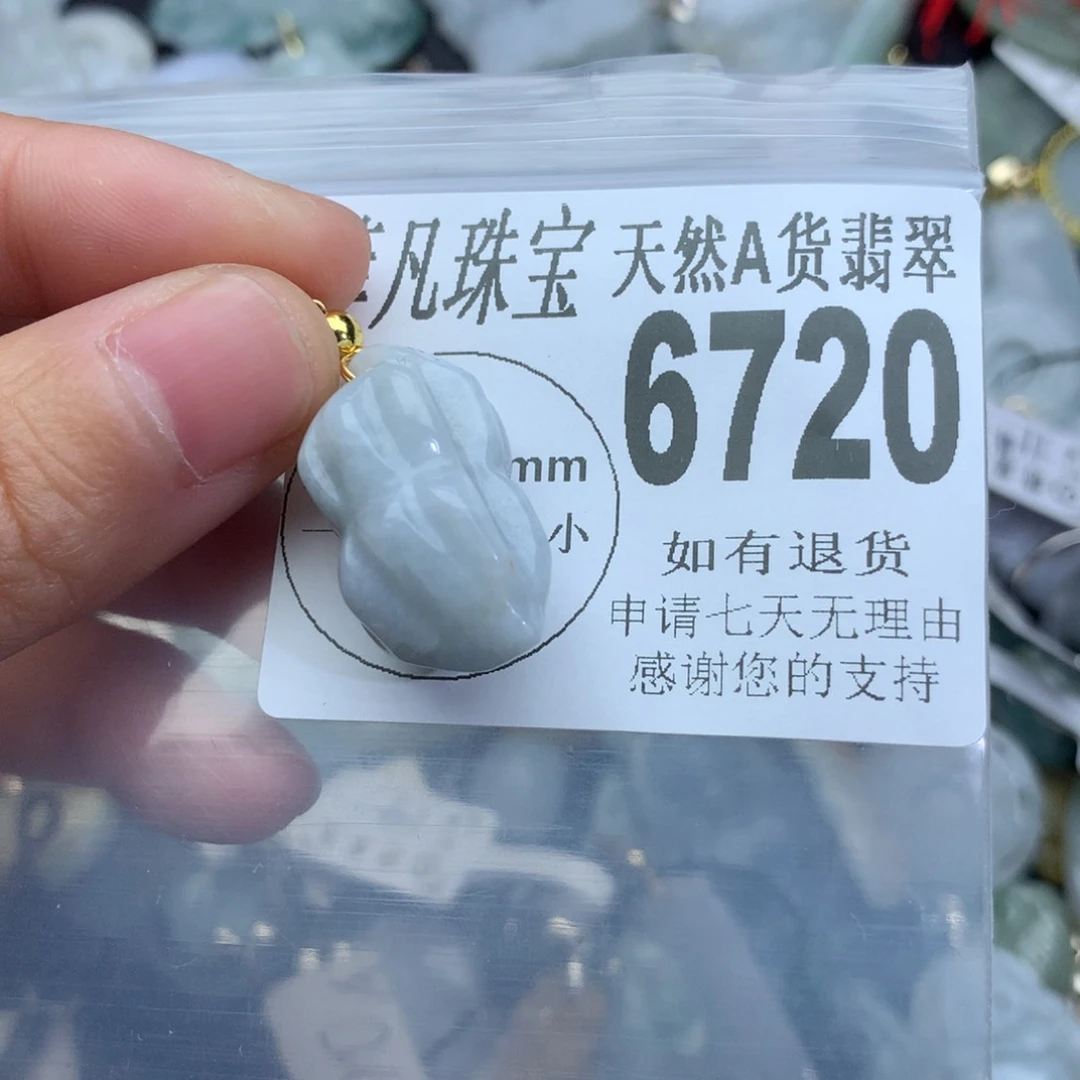 凡珠宝 天然A货翡翠
6720
mm
小
如有退货
申请七天无理由
感谢您的支持